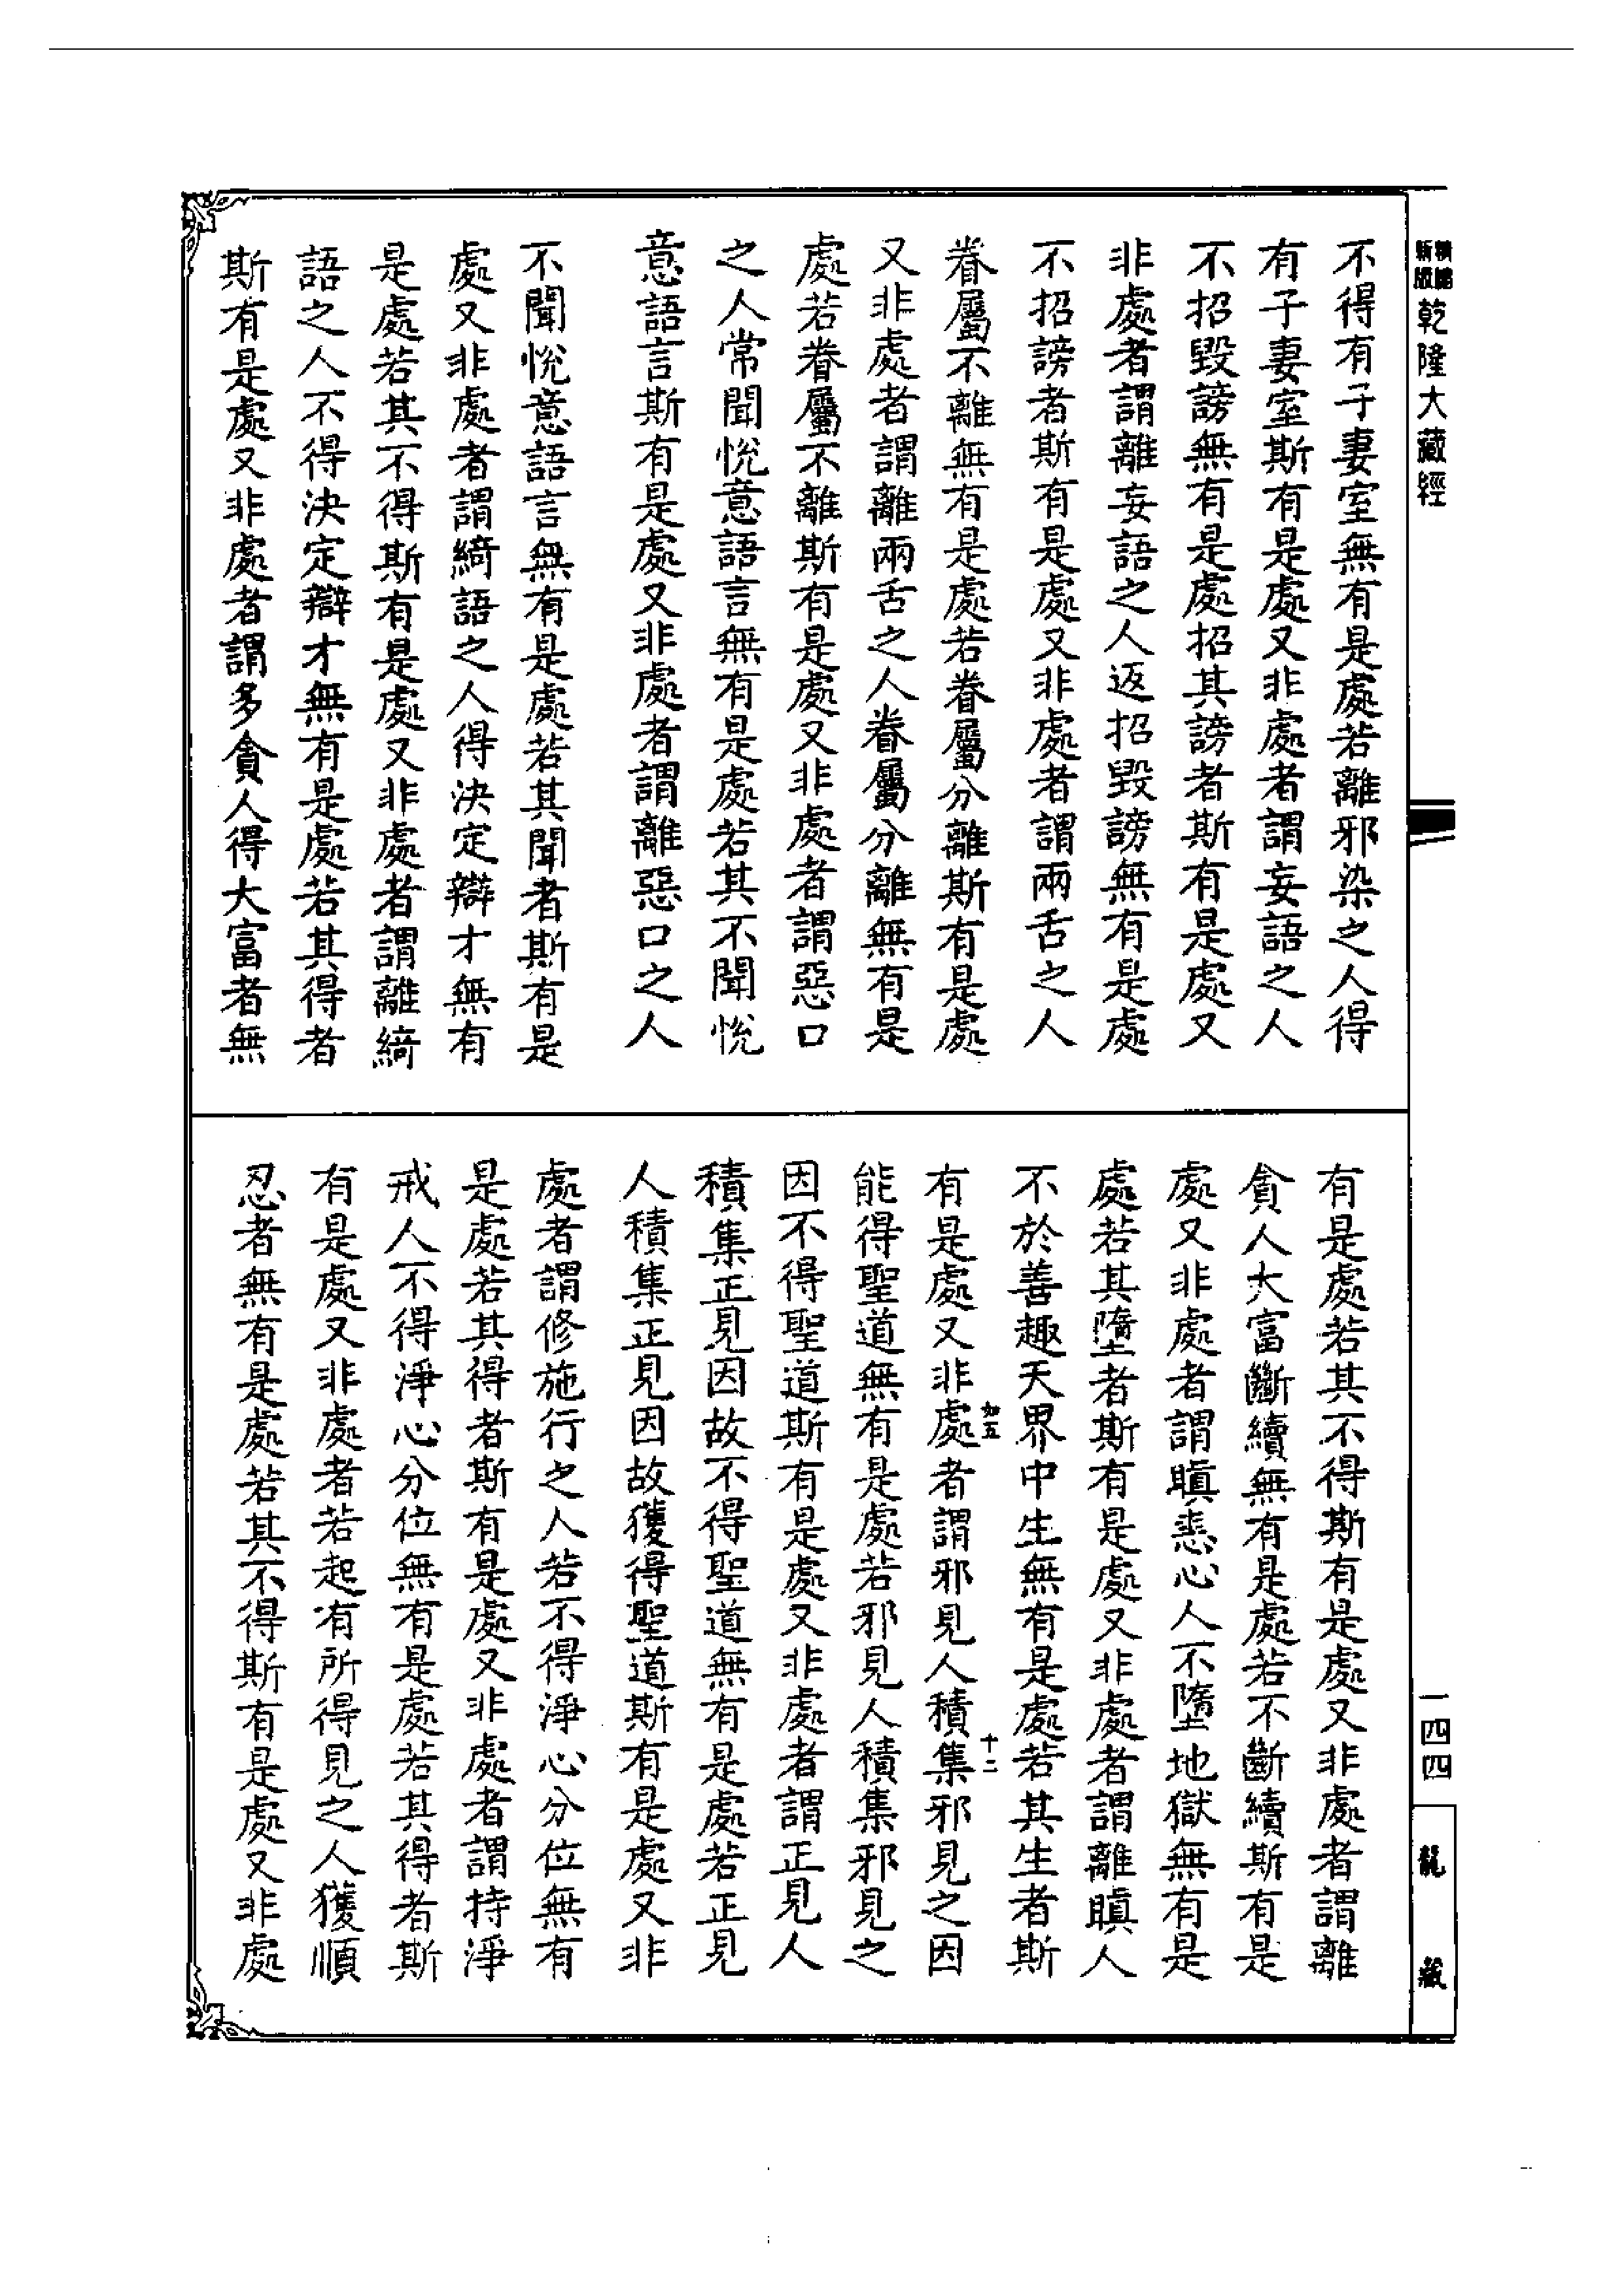 精縮
新版
乾隆大藏經
不得有子妻室無有是處若離邪染之人得
有子妻室斯有是處又非處者謂妄語之人
不招毀謗無有是處招其謗者斯有是處又
非處者謂離妄語之人返招毀謗無有是處
不招謗者斯有是處又非處者謂兩舌之人
眷屬不離無有是處若眷屬分離斯有是處
又非處者謂離兩舌之人眷屬分離無有是
處若眷屬不離斯有是處又非處者謂惡口
之人常聞悅意語言無有是處若其不聞悅
意語言斯有是處又非處者謂離惡口之人
不聞悅意語言無有是處若其聞者斯有是
處又非處者謂綺語之人得決定辯才無有
是處若其不得斯有是處又非處者謂離綺
語之人不得決定辯才無有是處若其得者
斯有是處又非處者謂多貪人得大富者無
有是處若其不得斯有是處又非處者謂離
貪人大富斷續無有是處若不斷續斯有是
處又非處者謂瞋恚心人不墮地獄無有是
處若其墮者斯有是處又非處者謂離瞋人
不於善趣天界中生無有是處若其生者斯
如五
十二
有是處又非處者謂邪見人積集邪見之因
能得聖道無有是處若邪見人積集邪見之
因不得聖道斯有是處又非處者謂正見人
積集正見因故不得聖道無有是處若正見
人積集正見因故獲得聖道斯有是處又非
處者謂修施行之人若不得淨心分位無有
是處若其得者斯有是處又非處者謂持淨
戒人不得淨心分位無有是處若其得者斯
有是處又非處者若起有所得見之人獲順
忍者無有是處若其不得斯有是處又非處
一四四
龍藏